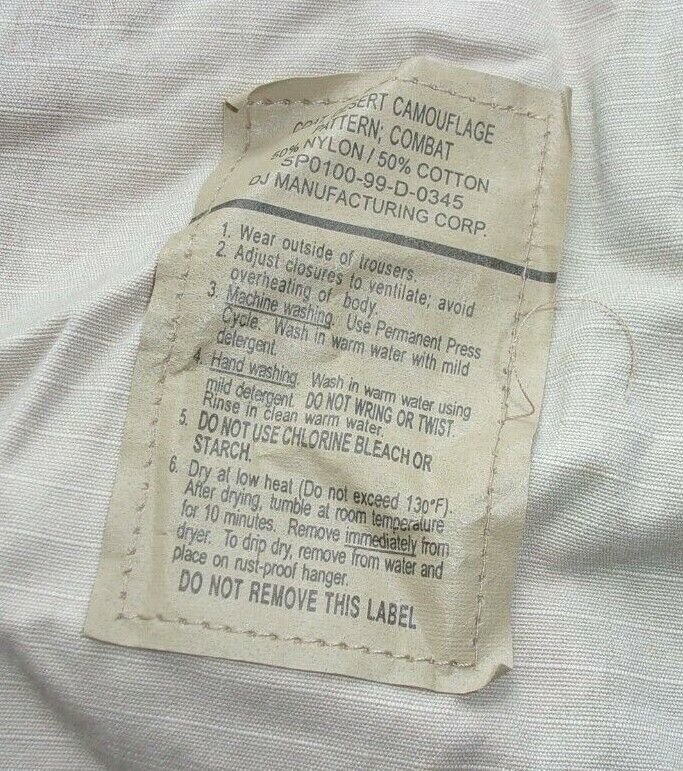 SERT CAMOUFLAGE
PATTERN; COMBAT
50% NYLON / 50% COTTON
SP0100-99-D-0345
DJ MANUFACTURING CORP.
1. Wear outside of trousers.
2. Adjust closures to ventilate; avoid
overheating of body.
3. Machine washing. Use Permanent Press
Cycle. Wash in warm water with mild
detergent.
4. Hand washing. Wash in warm water using
mild detergent. DO NOT WRING OR TWIST.
Rinse in clean warm water.
5. DO NOT USE CHLORINE BLEACH OR
STARCH.
6. Dry at low heat (Do not exceed 130°F).
After drying, tumble at room temperature
for 10 minutes. Remove immediately from
dryer. To drip dry, remove from water and
place on rust-proof hanger.
DO NOT REMOVE THIS LABEL